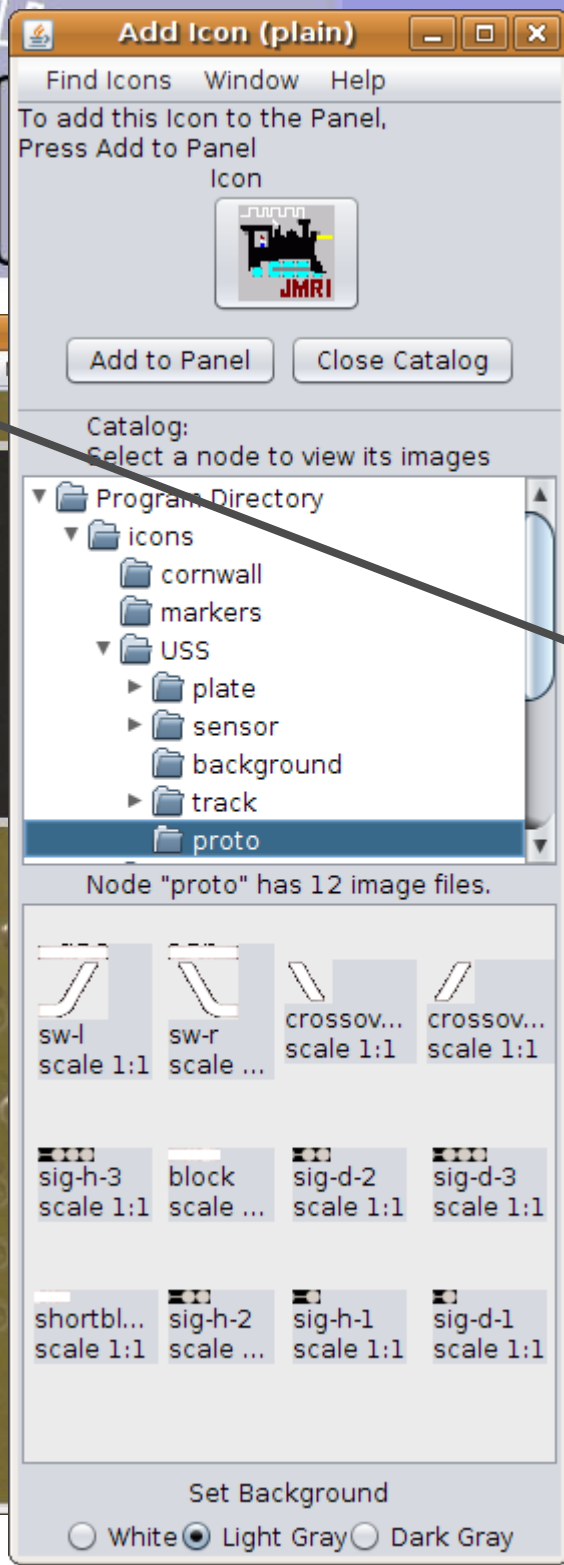 Add Icon (plain)
Find Icons Window Help
To add this Icon to the Panel,
Press Add to Panel
Icon
JMRI
Add to Panel Close Catalog
Catalog:
Select a node to view its images
Program Directory
icons
cornwall
markers
USS
plate
sensor
background
track
proto
Node "proto" has 12 image files.
sw-l sw-r crossov... crossov...
scale 1:1 scale ... scale 1:1 scale 1:1
sig-h-3 block sig-d-2 sig-d-3
scale 1:1 scale ... scale 1:1 scale 1:1
shortbl... sig-h-2 sig-h-1 sig-d-1
scale 1:1 scale ... scale 1:1 scale 1:1
Set Background
White Light Gray Dark Gray